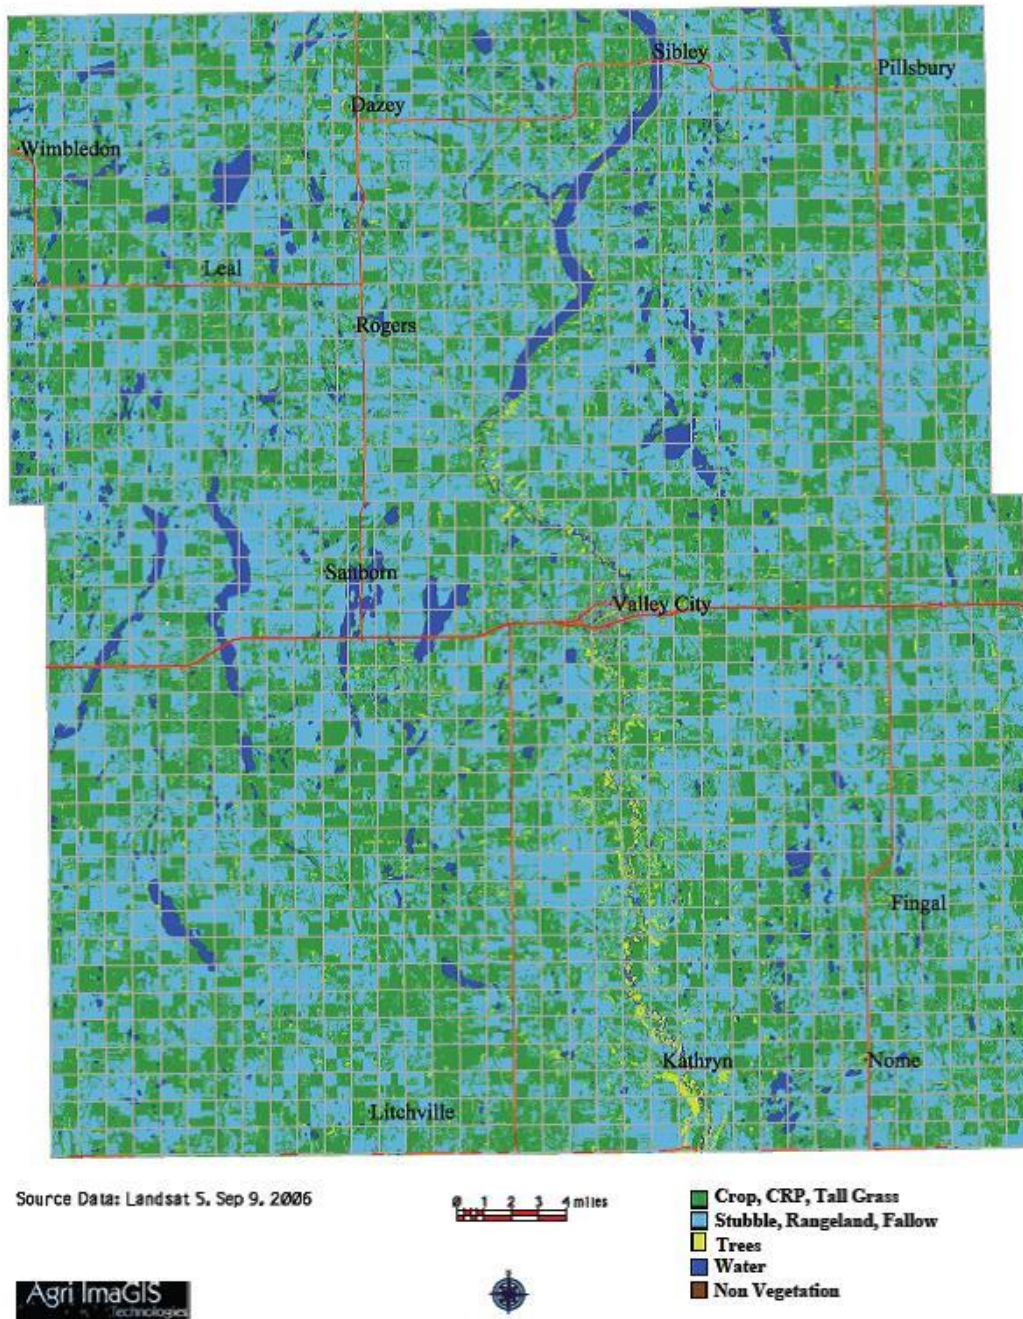 Sibley
Pillsbury
Dazey
Wimbledon
Leal
Rogers
Sanborn
Valley City
Fingal
Kathryn
Nome
Litchville
Source Data: Landsat 5, Sep 9, 2006
0 1 2 3 4 miles
Crop, CRP, Tall Grass
Stubble, Rangeland, Fallow
Trees
Water
Non Vegetation
Agri ImaGIS
Technologies